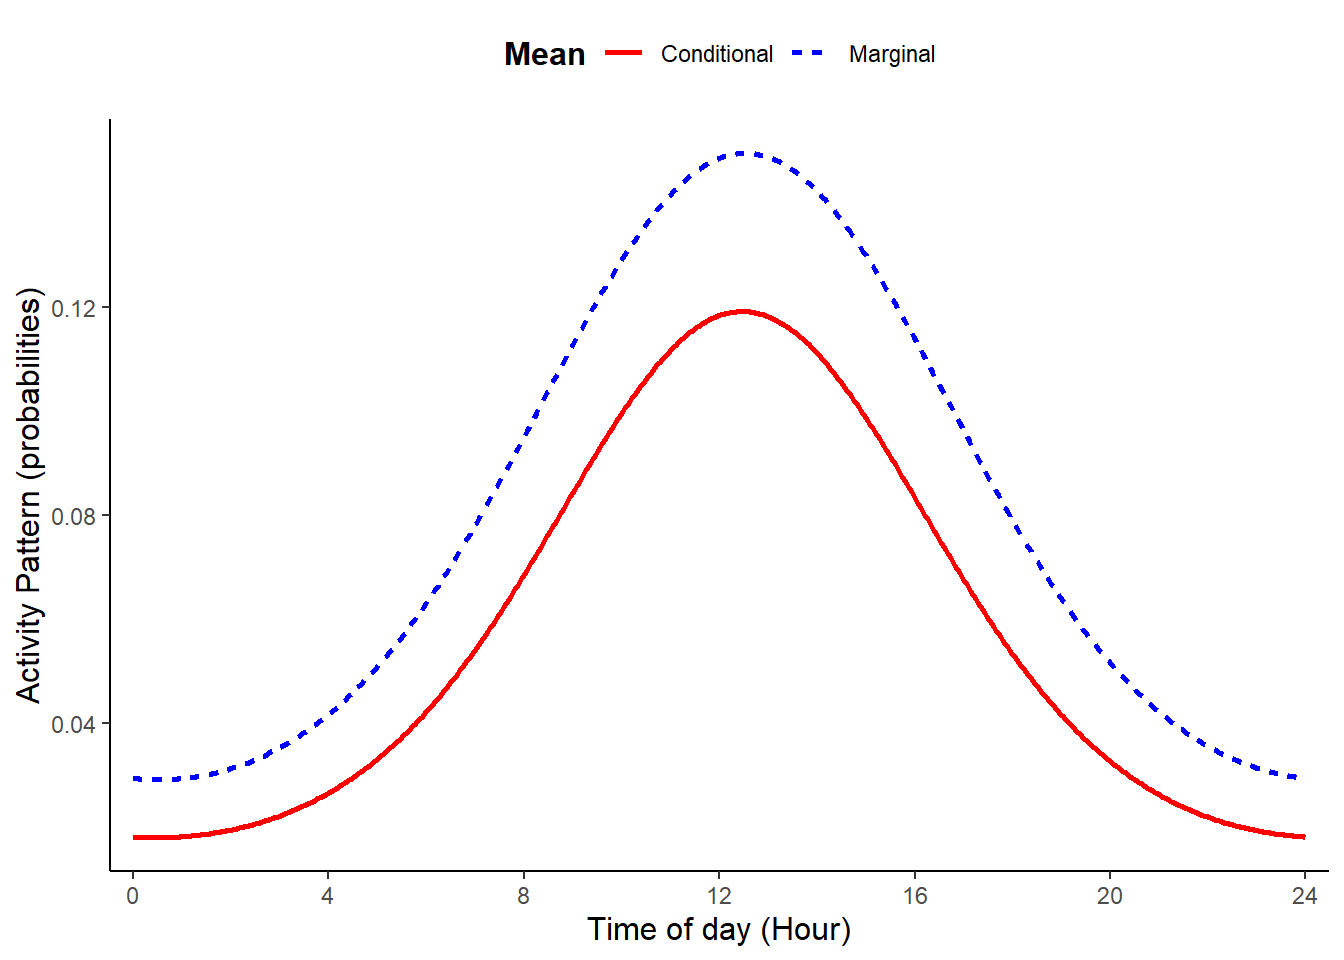 Mean Conditional Marginal
Activity Pattern (probabilities)
0.12
0.08
0.04
0 4 8 12 16 20 24
Time of day (Hour)